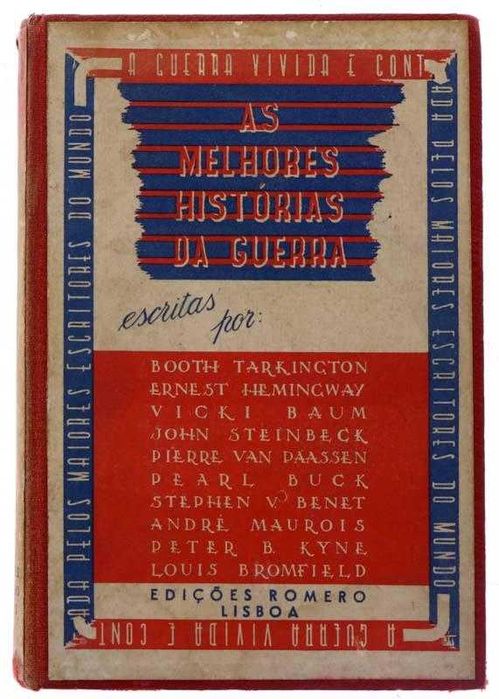 A GUERRA VIVIDA E CONT
ADA PELOS MAIORES ESCRITORES DO MUNDO
AS
MELHORES
HISTÓRIAS
DA GUERRA
escritas
por:
BOOTH TARKINGTON
ERNEST HEMINGWAY
VICKI BAUM
JOHN STEINBECK
PIERRE VAN PAASSEN
PEARL BUCK
STEPHEN V. BENET
ANDRÉ MAUROIS
PETER B. KYNE
LOUIS BROMFIELD
EDIÇÕES ROMERO
LISBOA
A GUERRA VIVIDA E CONT
ADA PELOS MAIORES ESCRITORES DO MUNDO